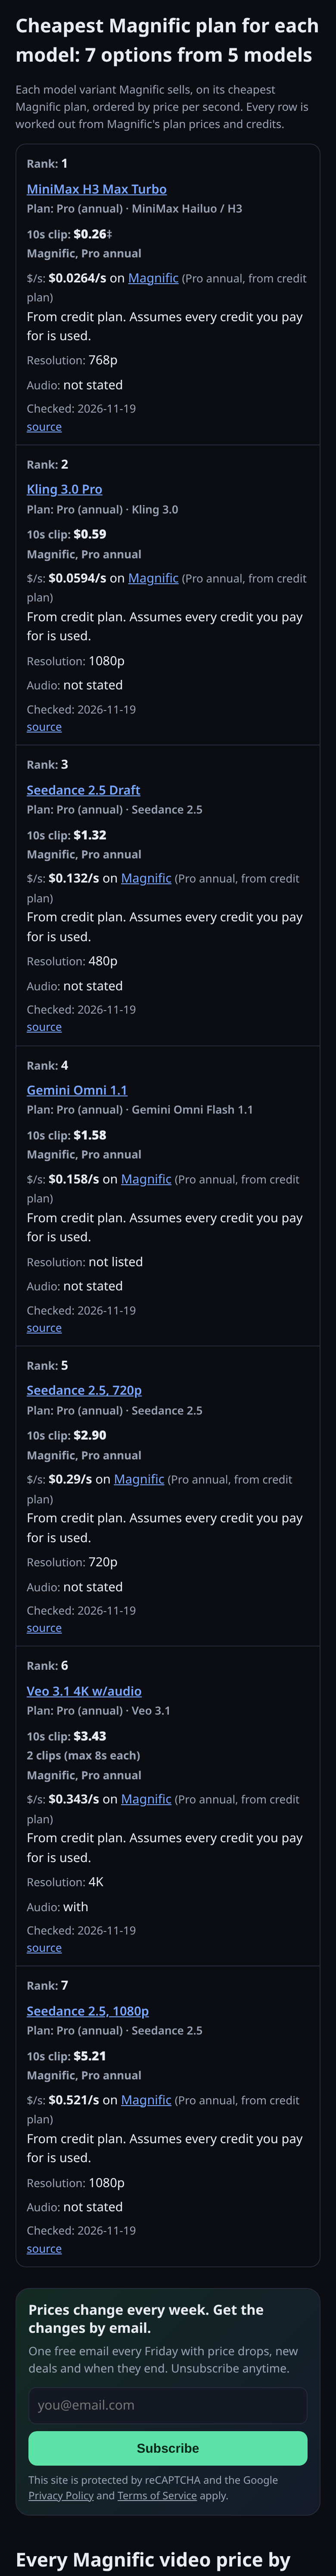 Cheapest Magnific plan for each
model: 7 options from 5 models
Each model variant Magnific sells, on its cheapest
Magnific plan, ordered by price per second. Every row is
worked out from Magnific's plan prices and credits.
Rank: 1
MiniMax H3 Max Turbo
Plan: Pro (annual) · MiniMax Hailuo / H3
10s clip: $0.26‡
Magnific, Pro annual
$/s: $0.0264/s on Magnific (Pro annual, from credit
plan)
From credit plan. Assumes every credit you pay
for is used.
Resolution: 768p
Audio: not stated
Checked: 2026-11-19
source
Rank: 2
Kling 3.0 Pro
Plan: Pro (annual) · Kling 3.0
10s clip: $0.59
Magnific, Pro annual
$/s: $0.0594/s on Magnific (Pro annual, from credit
plan)
From credit plan. Assumes every credit you pay
for is used.
Resolution: 1080p
Audio: not stated
Checked: 2026-11-19
source
Rank: 3
Seedance 2.5 Draft
Plan: Pro (annual) · Seedance 2.5
10s clip: $1.32
Magnific, Pro annual
$/s: $0.132/s on Magnific (Pro annual, from credit
plan)
From credit plan. Assumes every credit you pay
for is used.
Resolution: 480p
Audio: not stated
Checked: 2026-11-19
source
Rank: 4
Gemini Omni 1.1
Plan: Pro (annual) · Gemini Omni Flash 1.1
10s clip: $1.58
Magnific, Pro annual
$/s: $0.158/s on Magnific (Pro annual, from credit
plan)
From credit plan. Assumes every credit you pay
for is used.
Resolution: not listed
Audio: not stated
Checked: 2026-11-19
source
Rank: 5
Seedance 2.5, 720p
Plan: Pro (annual) · Seedance 2.5
10s clip: $2.90
Magnific, Pro annual
$/s: $0.29/s on Magnific (Pro annual, from credit
plan)
From credit plan. Assumes every credit you pay
for is used.
Resolution: 720p
Audio: not stated
Checked: 2026-11-19
source
Rank: 6
Veo 3.1 4K w/audio
Plan: Pro (annual) · Veo 3.1
10s clip: $3.43
2 clips (max 8s each)
Magnific, Pro annual
$/s: $0.343/s on Magnific (Pro annual, from credit
plan)
From credit plan. Assumes every credit you pay
for is used.
Resolution: 4K
Audio: with
Checked: 2026-11-19
source
Rank: 7
Seedance 2.5, 1080p
Plan: Pro (annual) · Seedance 2.5
10s clip: $5.21
Magnific, Pro annual
$/s: $0.521/s on Magnific (Pro annual, from credit
plan)
From credit plan. Assumes every credit you pay
for is used.
Resolution: 1080p
Audio: not stated
Checked: 2026-11-19
source
Prices change every week. Get the
changes by email.
One free email every Friday with price drops, new
deals and when they end. Unsubscribe anytime.
you@email.com
Subscribe
This site is protected by reCAPTCHA and the Google
Privacy Policy and Terms of Service apply.
Every Magnific video price by